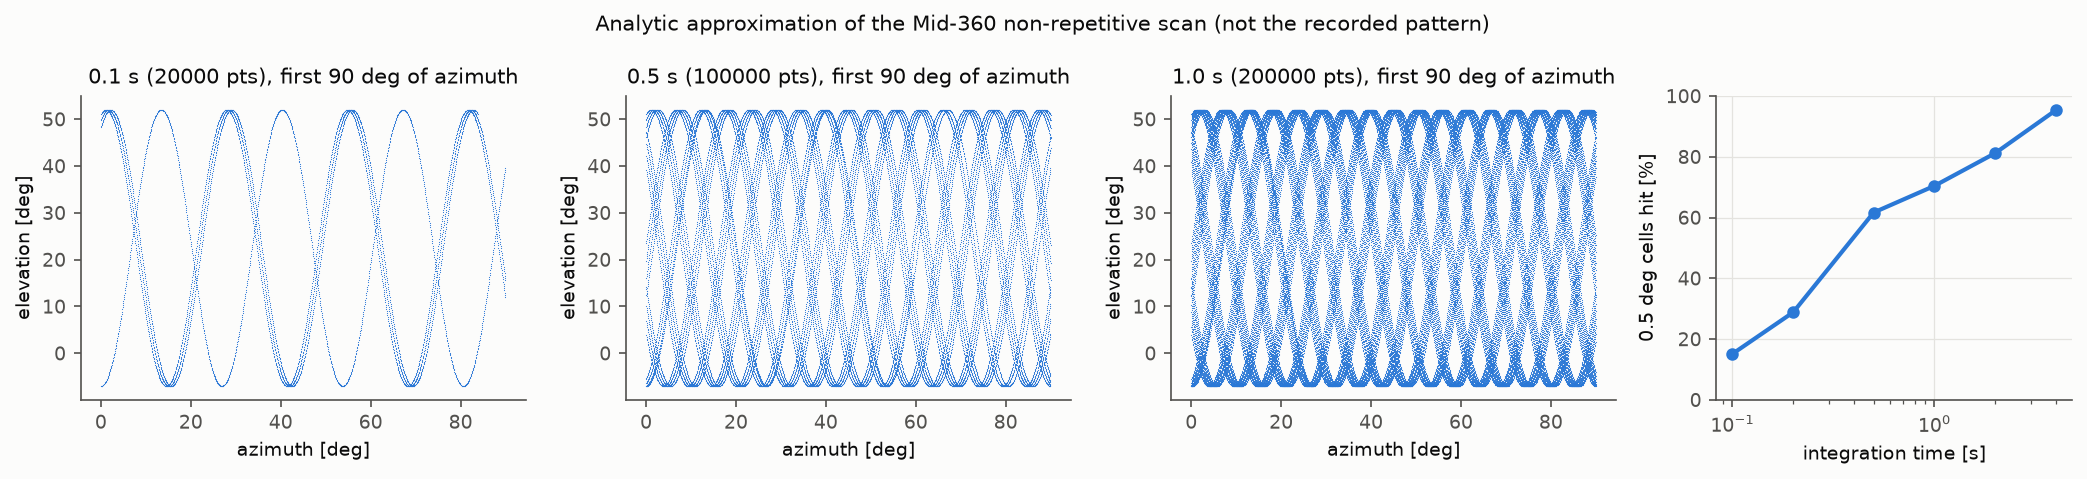 Analytic approximation of the Mid-360 non-repetitive scan (not the recorded pattern)
0.1 s (20000 pts), first 90 deg of azimuth
elevation [deg]
50
40
30
20
10
0
0 20 40 60 80
azimuth [deg]
0.5 s (100000 pts), first 90 deg of azimuth
elevation [deg]
50
40
30
20
10
0
0 20 40 60 80
azimuth [deg]
1.0 s (200000 pts), first 90 deg of azimuth
elevation [deg]
50
40
30
20
10
0
0 20 40 60 80
azimuth [deg]
0.5 deg cells hit [%]
100
80
60
40
20
0
10⁻¹ 10⁰
integration time [s]